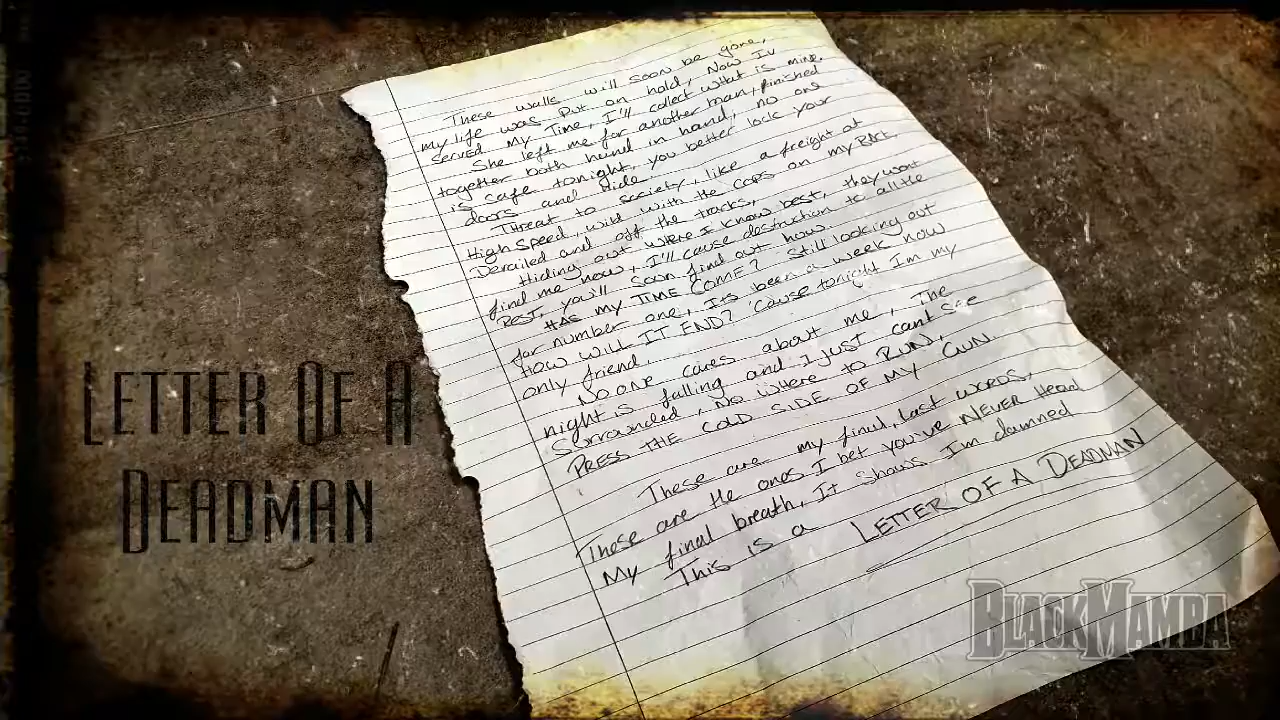 These walls will soon be gone,
my life was Put on hold, Now Iv
served my Time, I'll collect what is mine.
She left me for another man, finished
together both hand in hand, no one
is safe tonight, you better lock your
doors and hide
Threat to society, like a freight at
High Speed, wild with the cops on my Back,
Derailed and off the tracks,
Hiding out where I know best, they wont
find me now, I'll cause destruction to all the
REST, you'll soon find out how.
HAS MY TIME COME? Still looking out
for number one, Its been a week now
HOW WILL IT END? 'Cause tonight Im my
only friend.
No one cares about me, The
night is falling and I just cant see
Surrounded, No where to RUN,
PRESS THE COLD SIDE OF MY GUN
These are my final, last words,
These are the ones I bet you've NEVER Heard
My final breath, It shows I'm damned
This is a LETTER OF A DEADMAN
LETTER OF A
DEADMAN
BLACKMAMBA